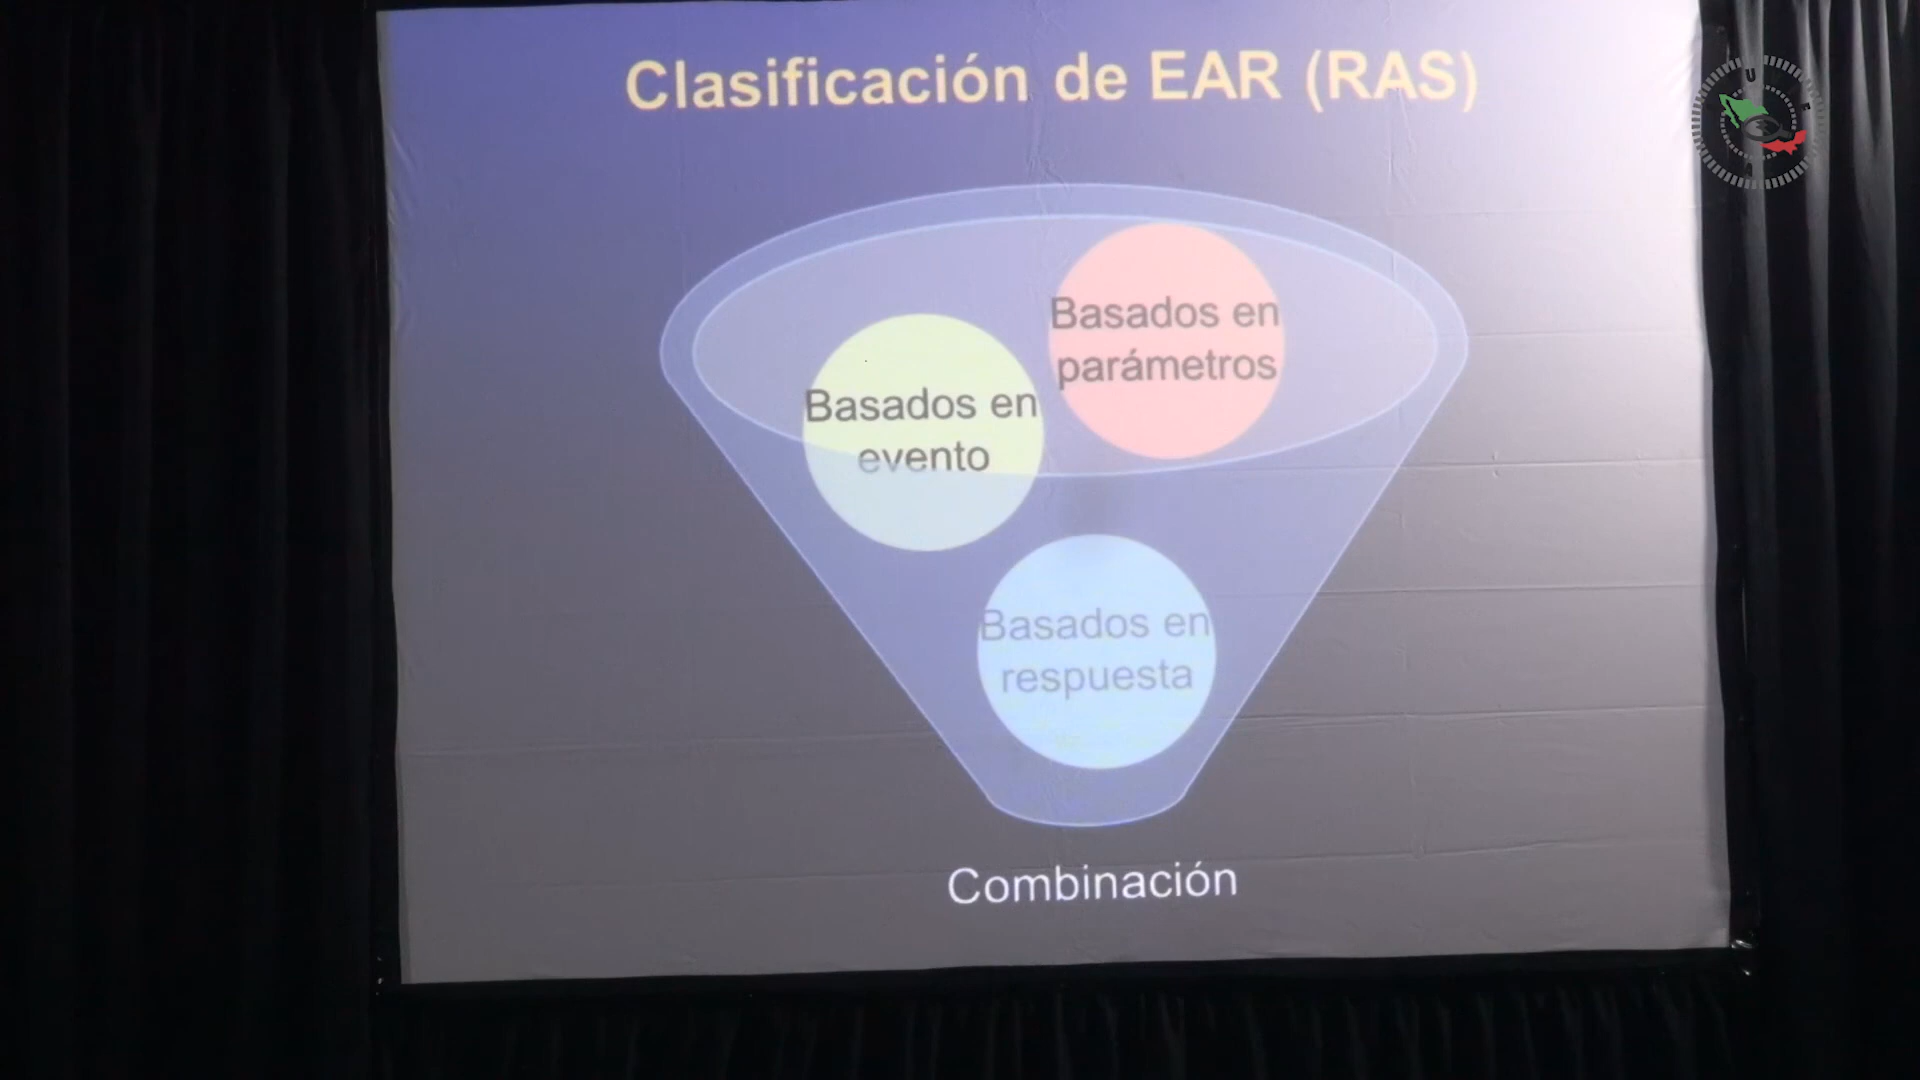 Clasificación de EAR (RAS)
Basados en
parámetros
Basados en
evento
Basados en
respuesta
Combinación
U
E
A